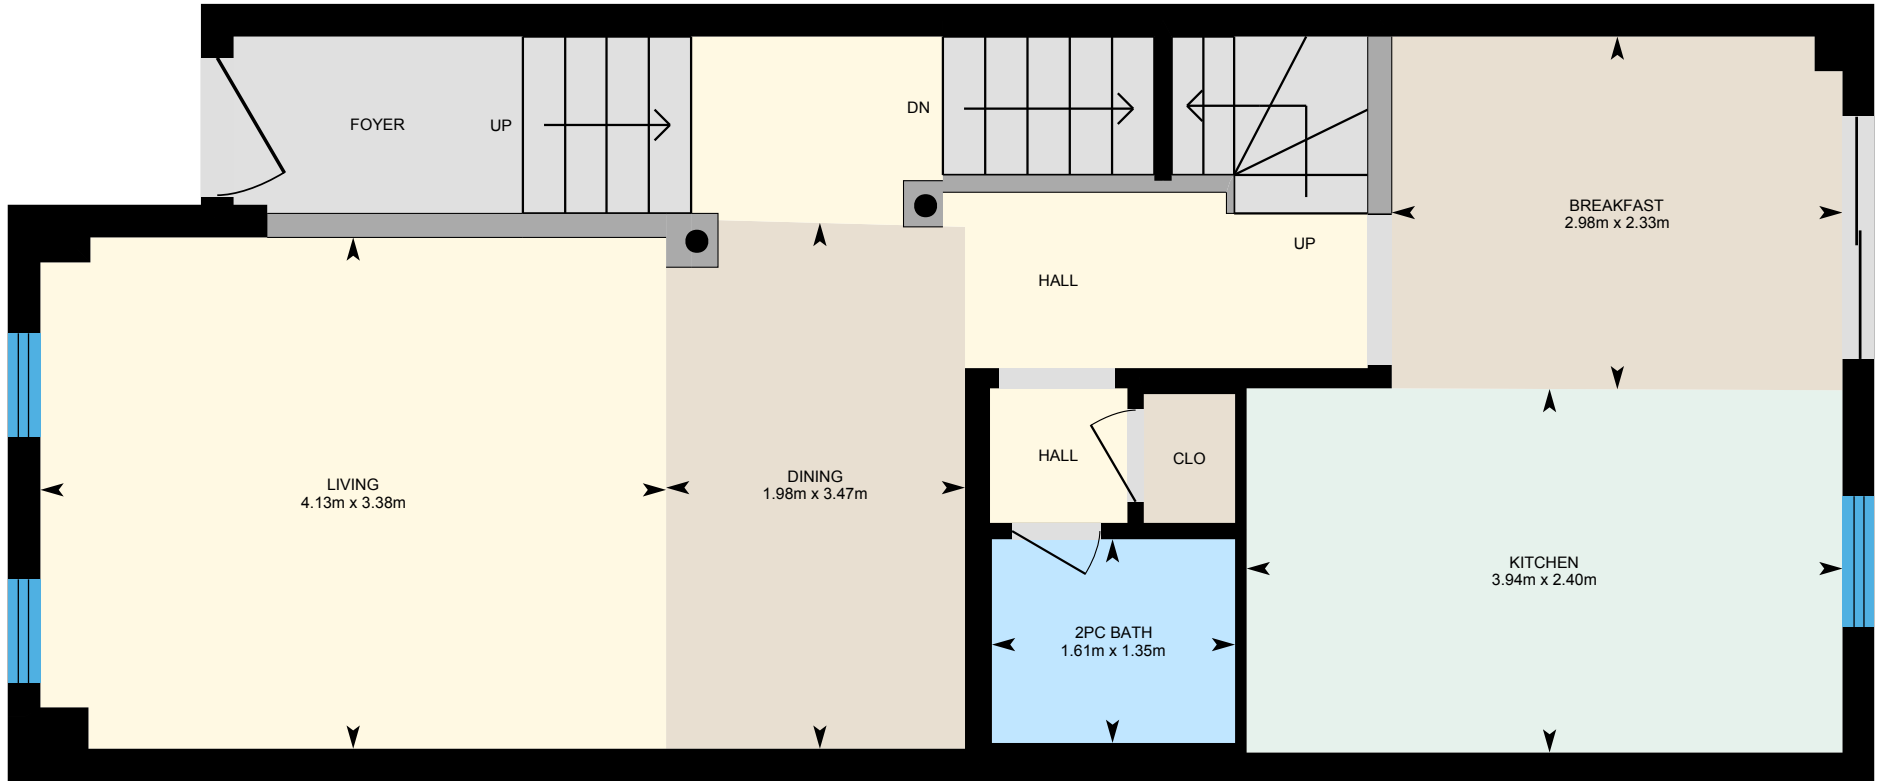 FOYER
UP
DN
UP
BREAKFAST
2.98m x 2.33m
HALL
LIVING
4.13m x 3.38m
DINING
1.98m x 3.47m
HALL
CLO
KITCHEN
3.94m x 2.40m
2PC BATH
1.61m x 1.35m